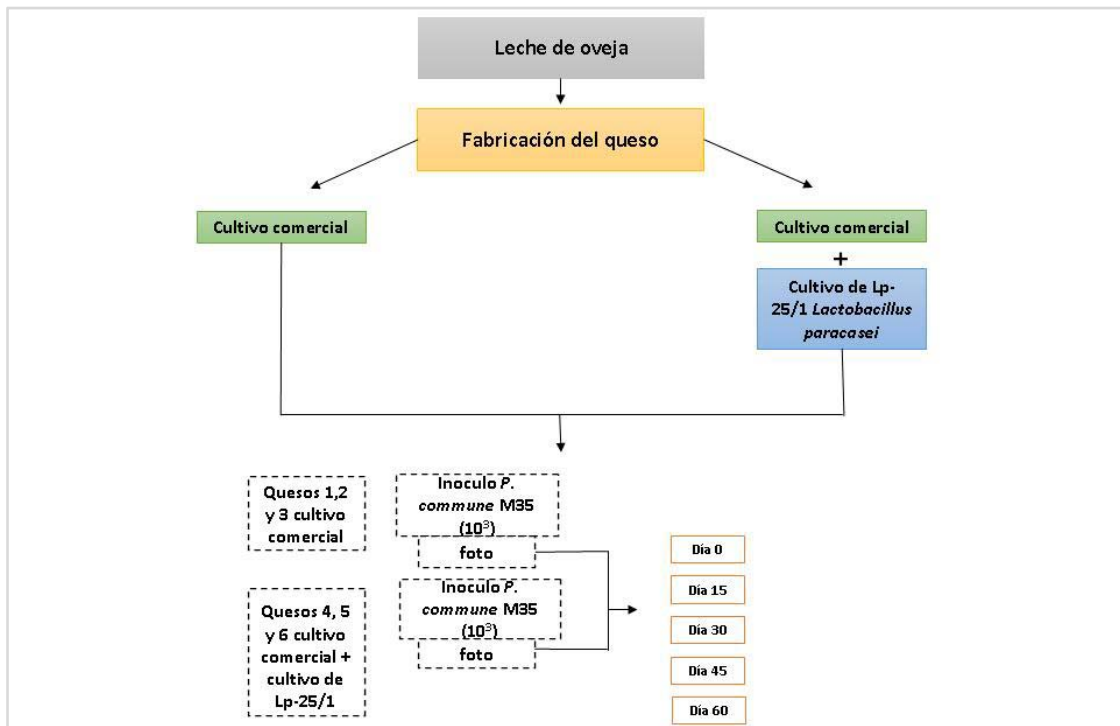 Leche de oveja
Fabricación del queso
Cultivo comercial
Cultivo comercial
+
Cultivo de Lp-
25/1 Lactobacillus
paracasei
Quesos 1,2
y 3 cultivo
comercial
Inoculo P.
commune M35
(10³)
foto
Quesos 4, 5
y 6 cultivo
comercial +
cultivo de
Lp-25/1
Inoculo P.
commune M35
(10³)
foto
Día 0
Día 15
Día 30
Día 45
Día 60